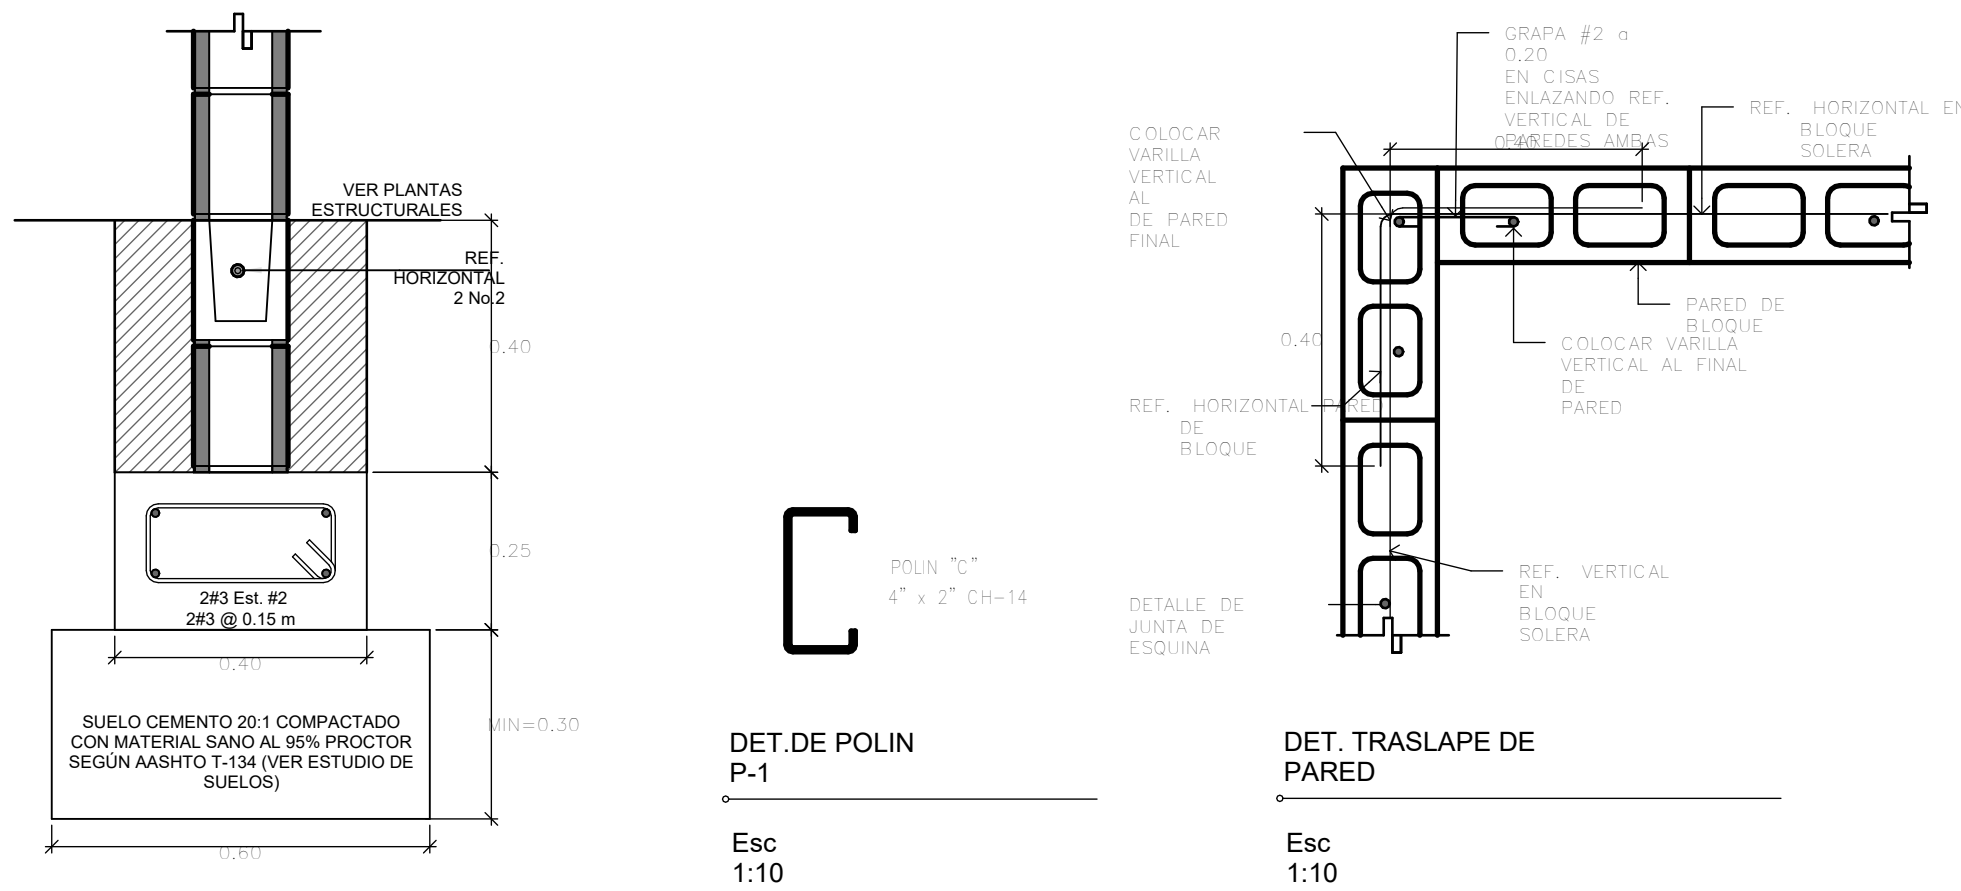 VER PLANTAS
ESTRUCTURALES
REF.
HORIZONTAL
2 No.2
0.40
0.25
2#3 Est. #2
2#3 @ 0.15 m
0.40
SUELO CEMENTO 20:1 COMPACTADO
CON MATERIAL SANO AL 95% PROCTOR
SEGÚN AASHTO T-134 (VER ESTUDIO DE
SUELOS)
MIN=0.30
0.60
POLIN "C"
4" x 2" CH-14
DET.DE POLIN
P-1
Esc
1:10
GRAPA #2 a
0.20
EN CISAS
ENLAZANDO REF.
VERTICAL DE
PAREDES AMBAS
0.40
REF. HORIZONTAL EN
BLOQUE
SOLERA
COLOCAR
VARILLA
VERTICAL
AL
DE PARED
FINAL
PARED DE
BLOQUE
COLOCAR VARILLA
VERTICAL AL FINAL
DE
PARED
0.40
REF. HORIZONTAL PARED
DE
BLOQUE
REF. VERTICAL
EN
BLOQUE
SOLERA
DETALLE DE
JUNTA DE
ESQUINA
DET. TRASLAPE DE
PARED
Esc
1:10